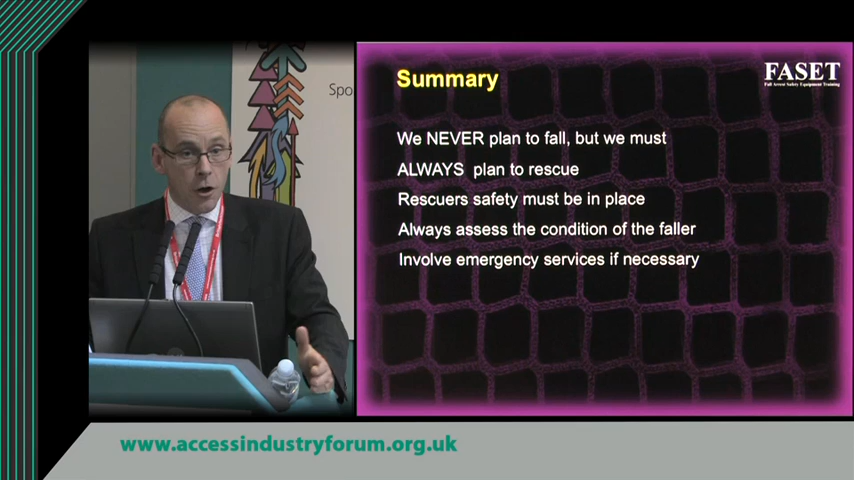 Spo
Summary
FASET
Fall Arrest Safety Equipment Training
We NEVER plan to fall, but we must
ALWAYS plan to rescue
Rescuers safety must be in place
Always assess the condition of the faller
Involve emergency services if necessary
www.accessindustryforum.org.uk